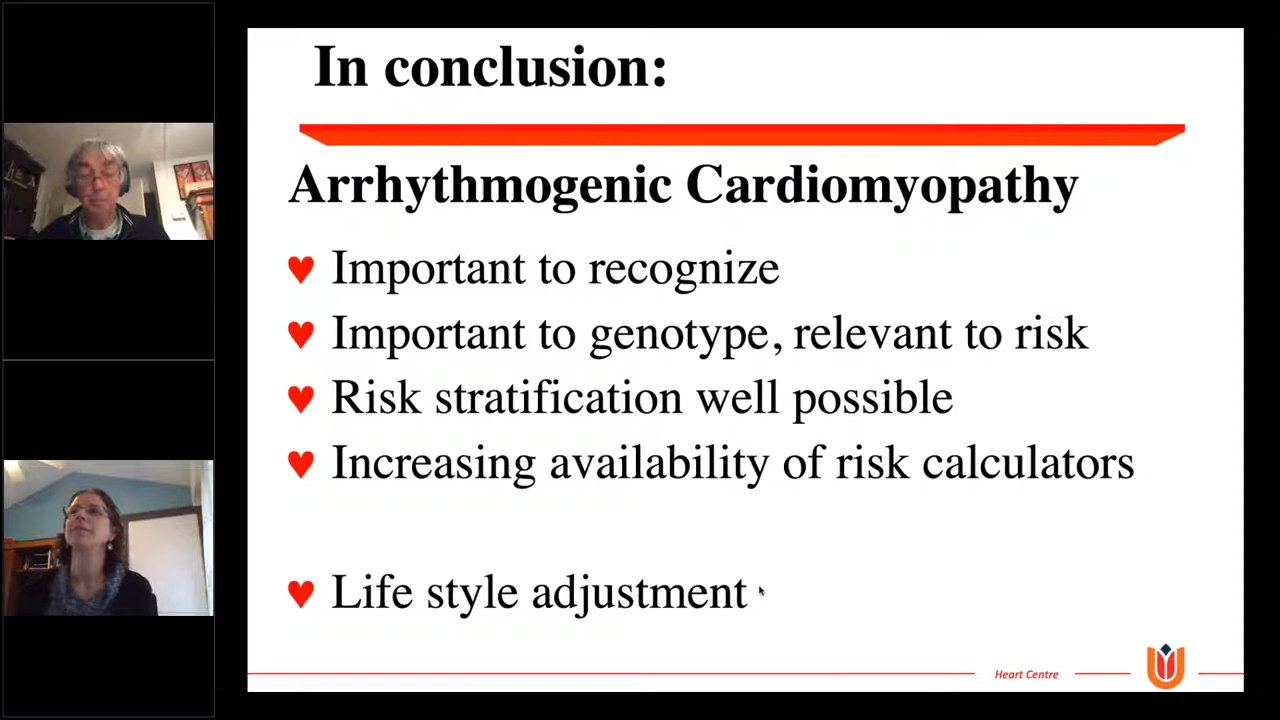 In conclusion:
Arrhythmogenic Cardiomyopathy
♥ Important to recognize
♥ Important to genotype, relevant to risk
♥ Risk stratification well possible
♥ Increasing availability of risk calculators
♥ Life style adjustment
Heart Centre